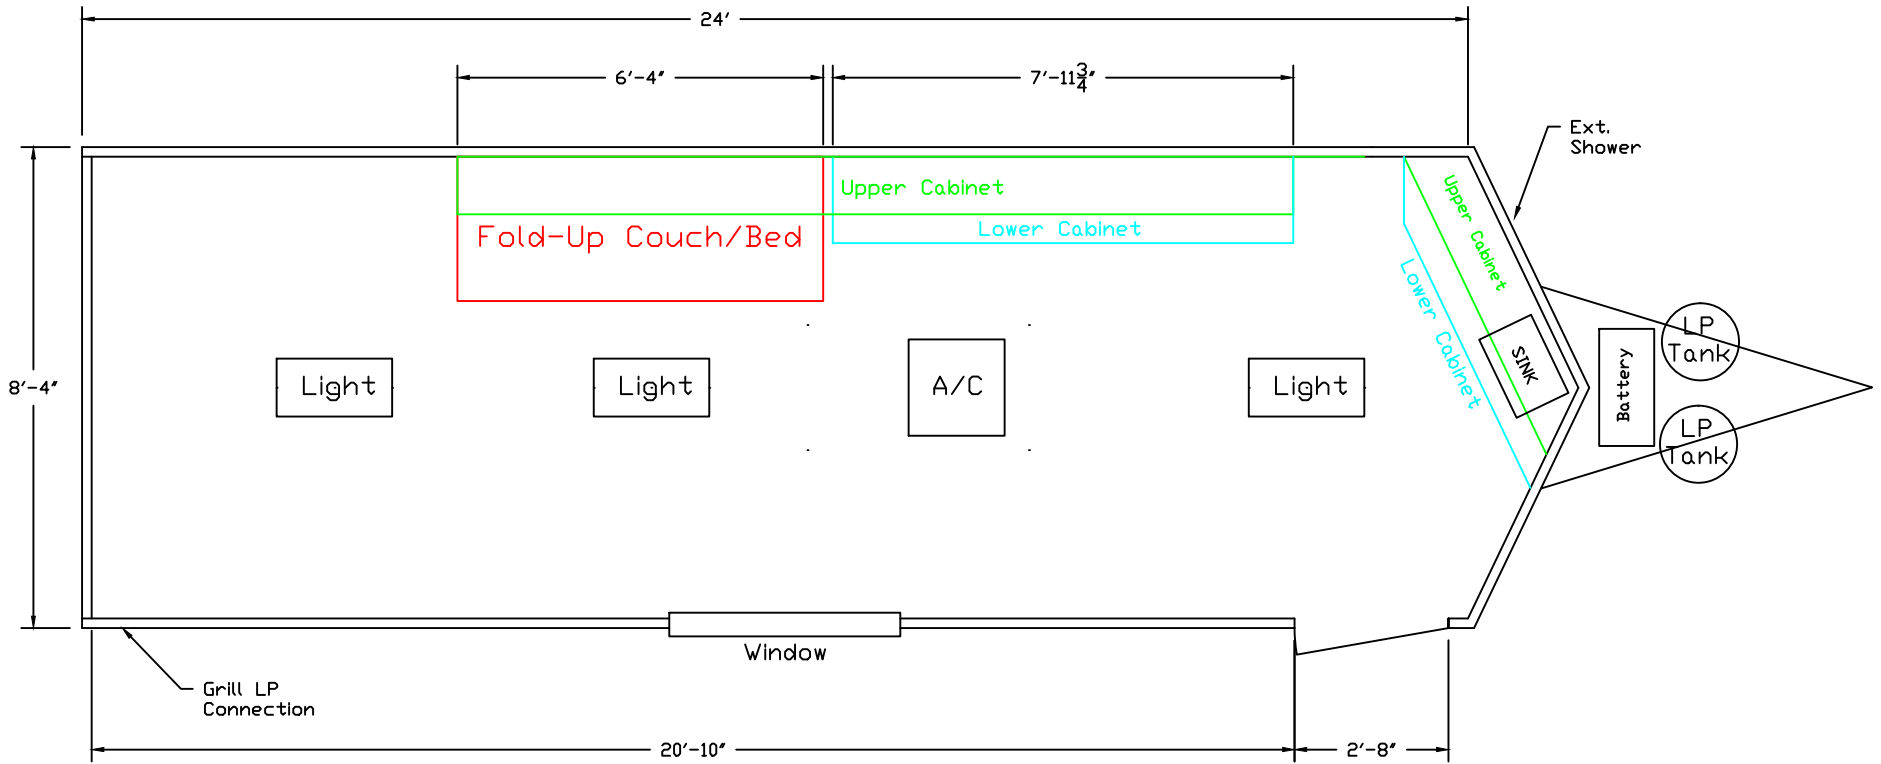 24'
6'-4"
7'-11 3/4"
Ext.
Shower
Upper Cabinet
Upper Cabinet
Lower Cabinet
Fold-Up Couch/Bed
Lower Cabinet
LP
Tank
8'-4"
Light
Light
A/C
Light
SINK
Battery
LP
Tank
Window
Grill LP
Connection
20'-10"
2'-8"